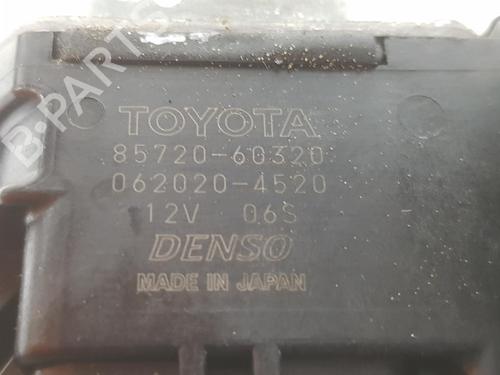 B-PARTS
TOYOTA
85720-60320
062020-4520
12V 06S
DENSO
MADE IN JAPAN